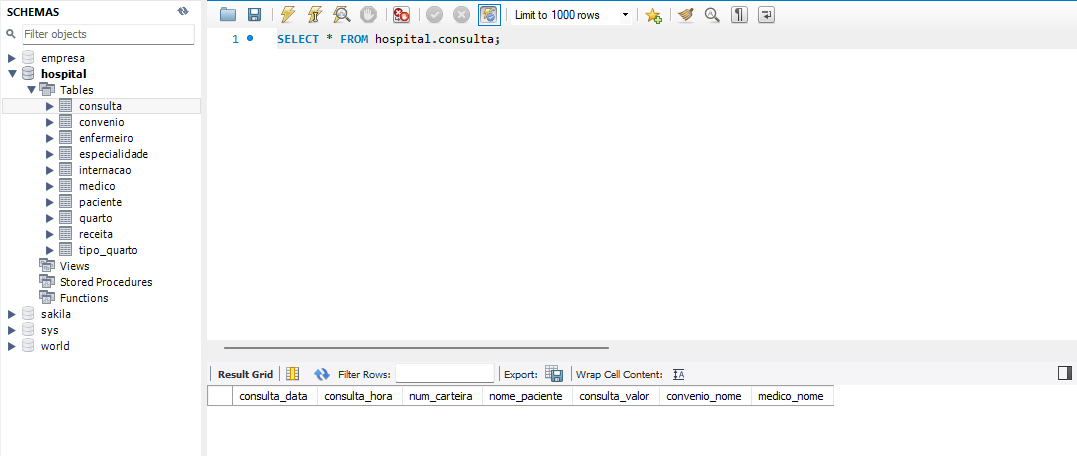 SCHEMAS
Filter objects
empresa
hospital
Tables
consulta
convenio
enfermeiro
especialidade
internacao
medico
paciente
quarto
receita
tipo_quarto
Views
Stored Procedures
Functions
sakila
sys
world
Limit to 1000 rows
1 SELECT * FROM hospital.consulta;
Result Grid Filter Rows: Export: Wrap Cell Content:
consulta_data consulta_hora num_carteira nome_paciente consulta_valor convenio_nome medico_nome